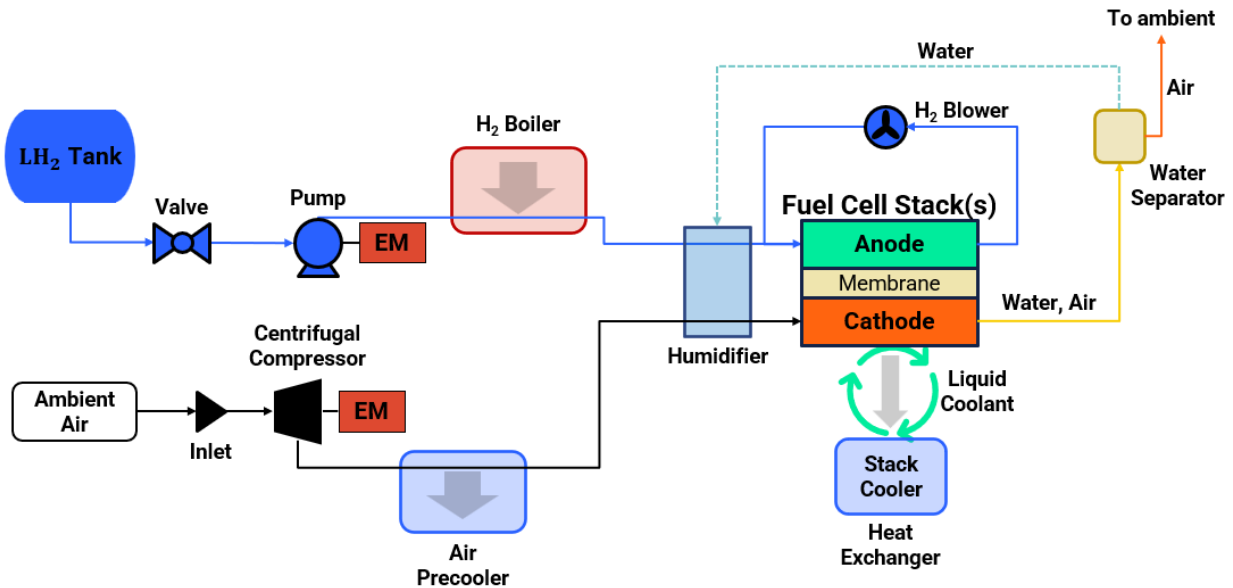 To ambient
Water
Air
H₂ Boiler
H₂ Blower
LH₂ Tank
Water
Separator
Valve
Pump
Fuel Cell Stack(s)
EM
Anode
Membrane
Cathode
Water, Air
Centrifugal
Compressor
Humidifier
Liquid
Coolant
Ambient
Air
EM
Inlet
Stack
Cooler
Heat
Exchanger
Air
Precooler